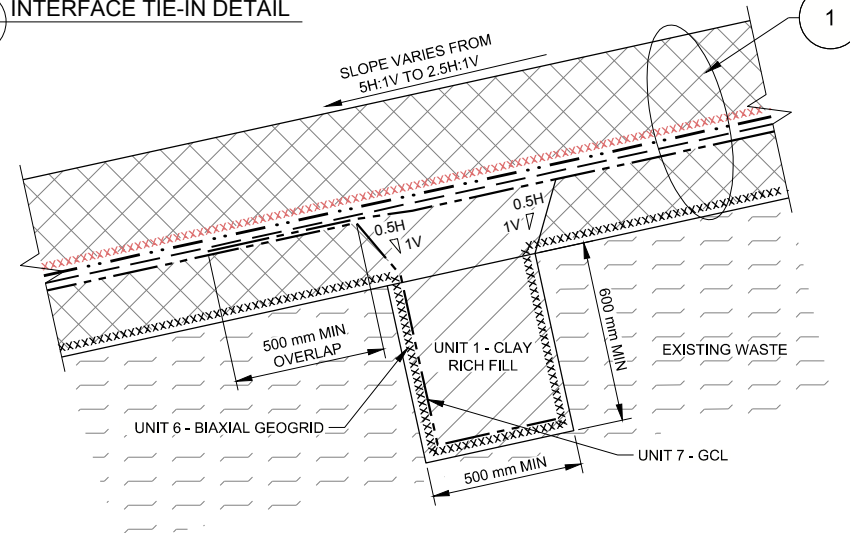 INTERFACE TIE-IN DETAIL
1
SLOPE VARIES FROM
5H:1V TO 2.5H:1V
0.5H
1V
0.5H
1V
500 mm MIN.
OVERLAP
UNIT 1 - CLAY
RICH FILL
600 mm MIN
EXISTING WASTE
UNIT 6 - BIAXIAL GEOGRID
UNIT 7 - GCL
500 mm MIN